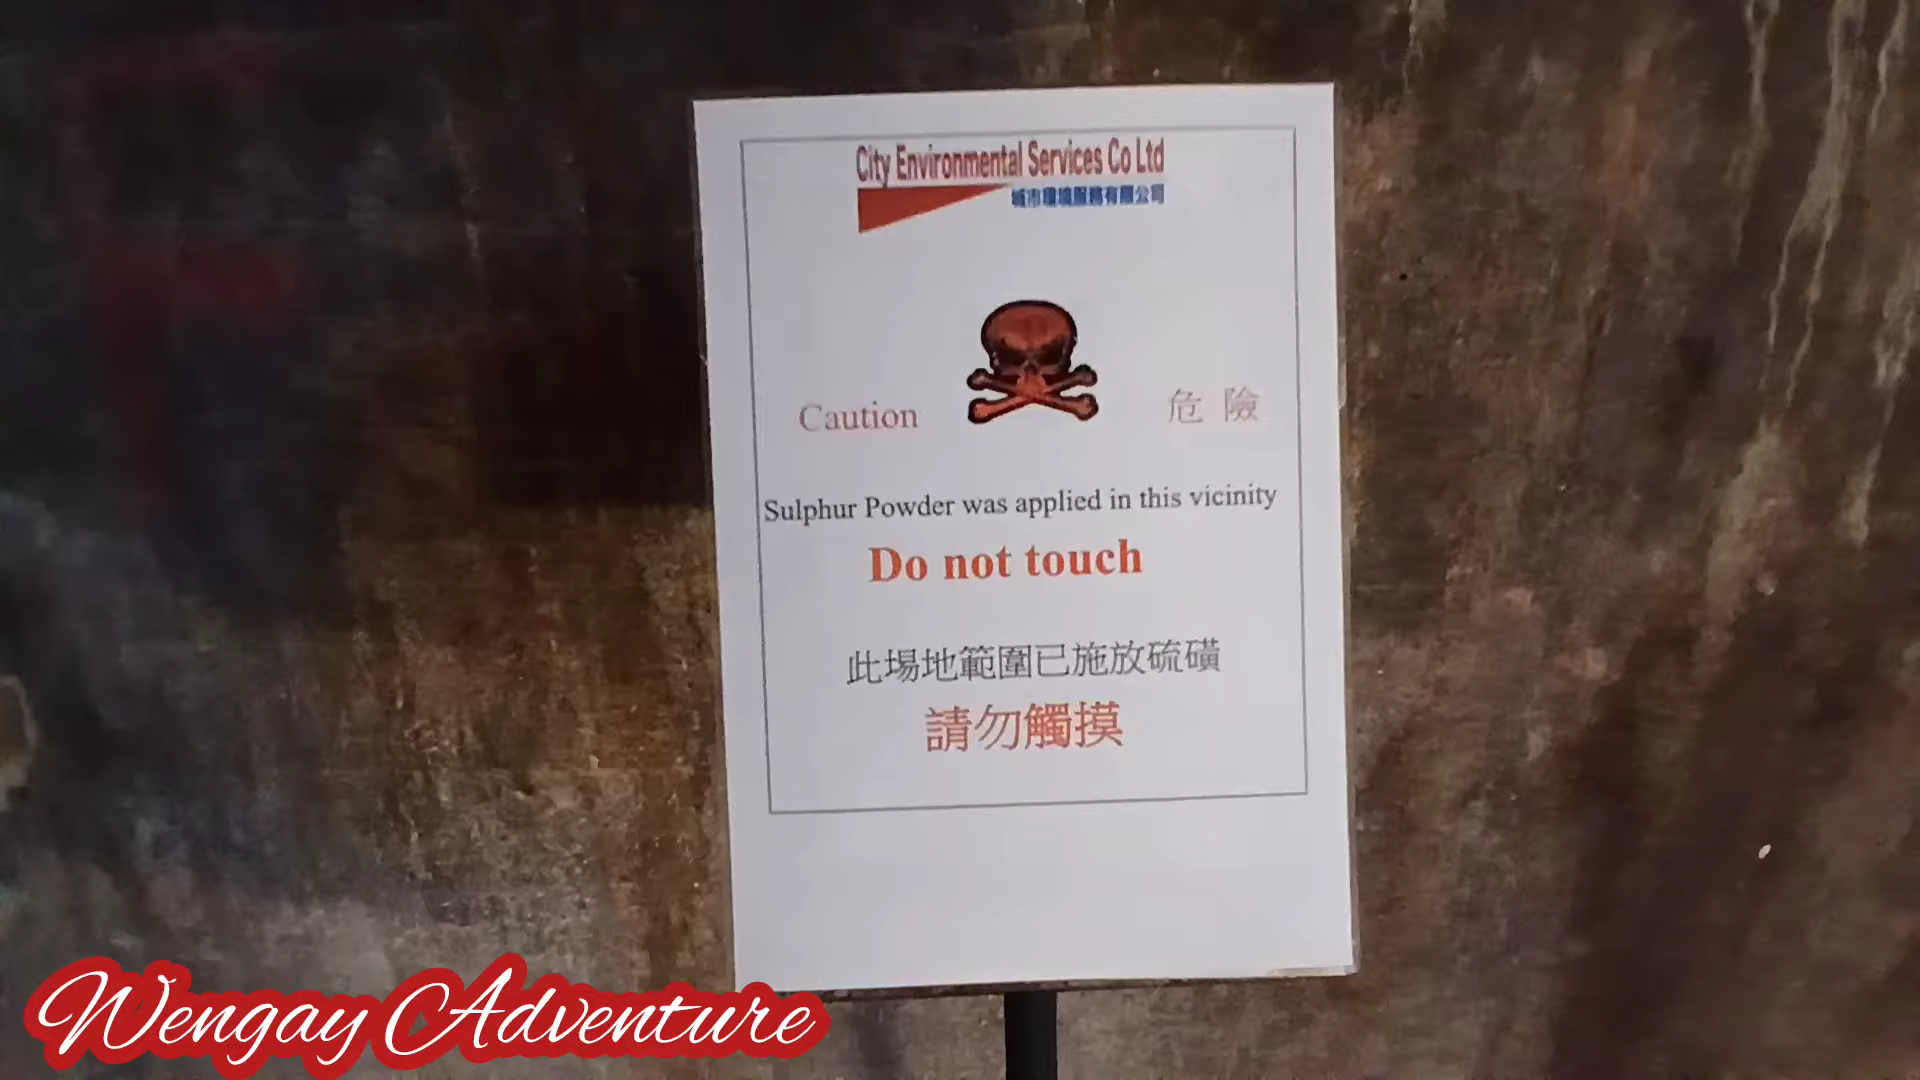 City Environmental Services Co Ltd
城市環境服務有限公司
Caution 危險
Sulphur Powder was applied in this vicinity
Do not touch
此場地範圍已施放硫磺
請勿觸摸
Wengay Adventure